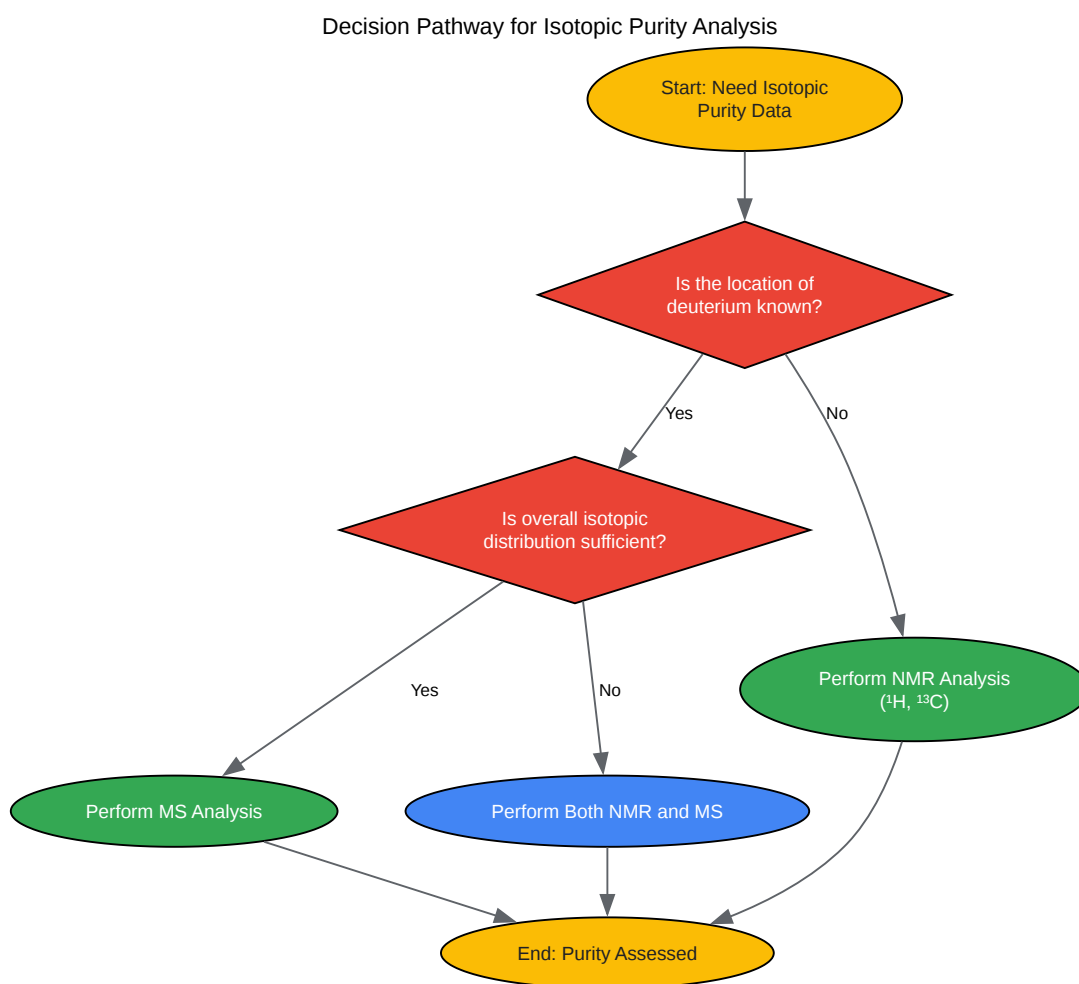 Decision Pathway for Isotopic Purity Analysis
Start: Need Isotopic
Purity Data
Is the location of
deuterium known?
Yes
No
Is overall isotopic
distribution sufficient?
Yes
No
Perform NMR Analysis
(¹H, ¹³C)
Perform MS Analysis
Perform Both NMR and MS
End: Purity Assessed